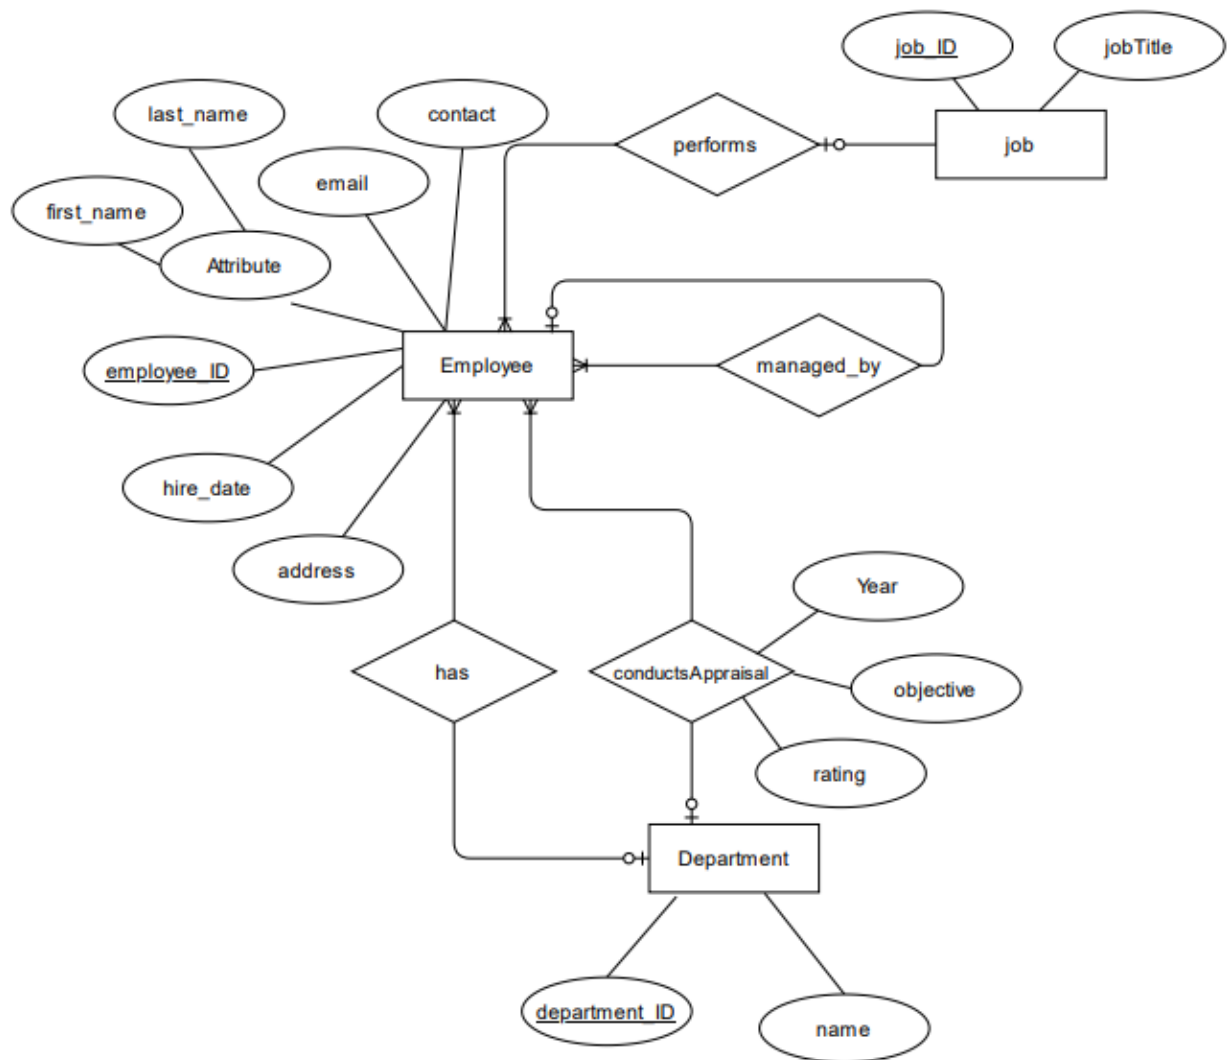 job_ID
jobTitle
last_name
contact
performs
job
email
first_name
Attribute
Employee
managed_by
employee_ID
hire_date
address
Year
has
conductsAppraisal
objective
rating
Department
department_ID
name